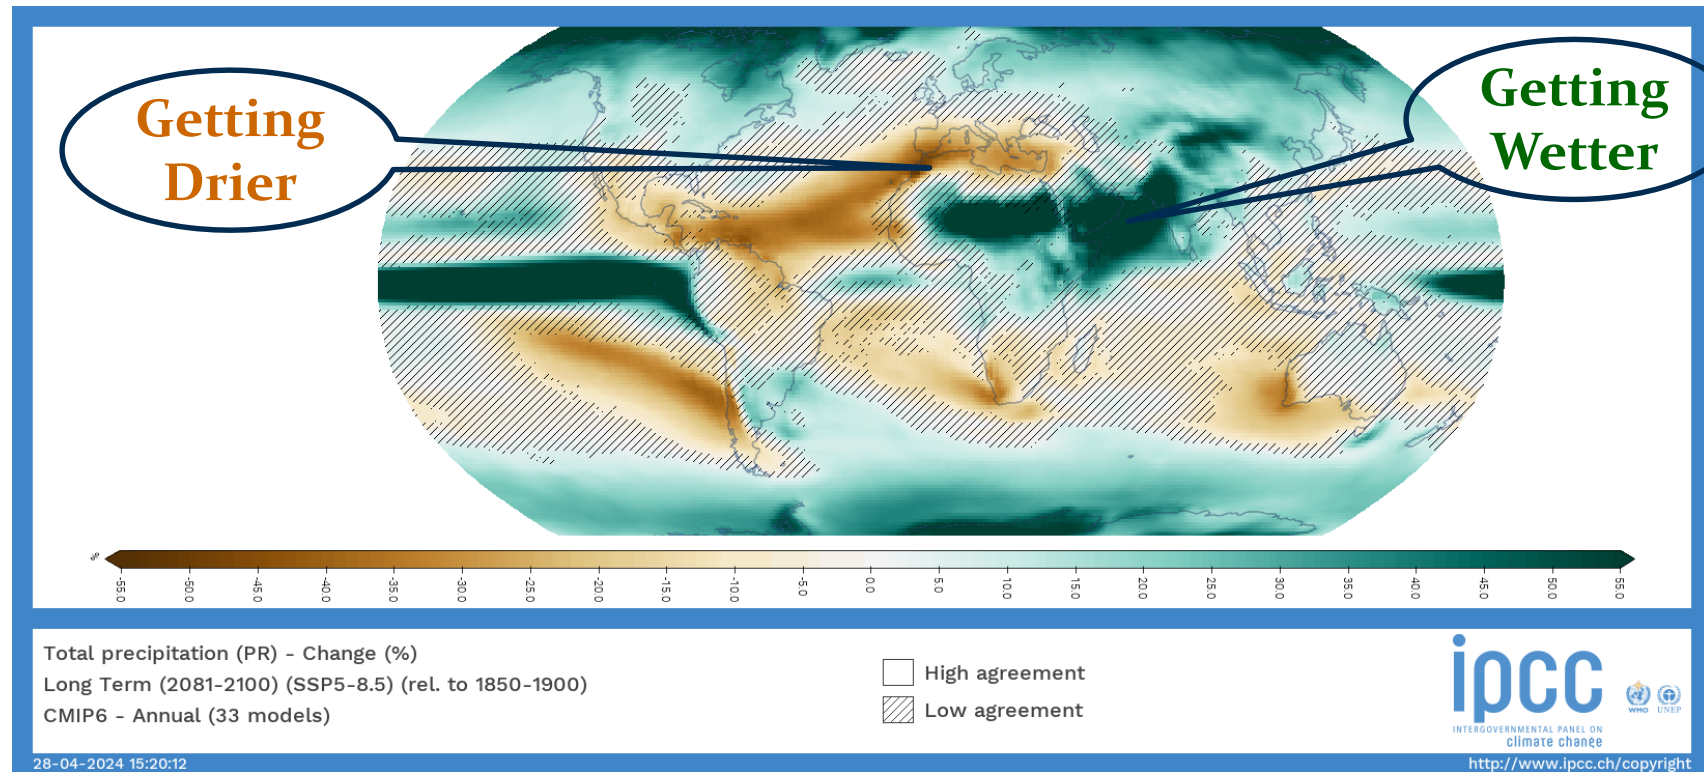 Getting
Drier
Getting
Wetter
%
-55.0 -50.0 -45.0 -40.0 -35.0 -30.0 -25.0 -20.0 -15.0 -10.0 -5.0 0.0 5.0 10.0 15.0 20.0 25.0 30.0 35.0 40.0 45.0 50.0 55.0
Total precipitation (PR) - Change (%)
Long Term (2081-2100) (SSP5-8.5) (rel. to 1850-1900)
CMIP6 - Annual (33 models)
High agreement
Low agreement
ipcc
INTERGOVERNMENTAL PANEL ON
climate change
WMO
UNEP
28-04-2024 15:20:12
http://www.ipcc.ch/copyright